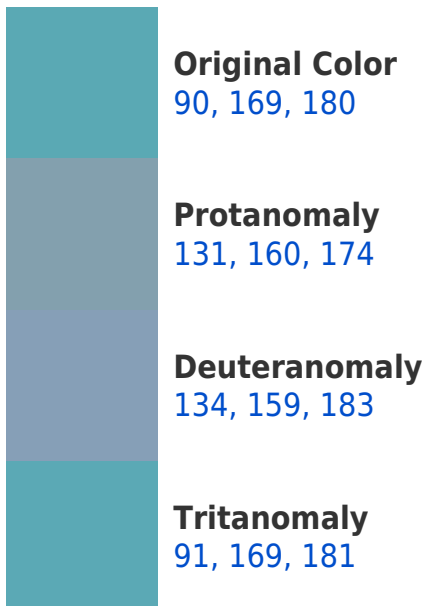 Original Color
90, 169, 180
Protanomaly
131, 160, 174
Deuteranomaly
134, 159, 183
Tritanomaly
91, 169, 181